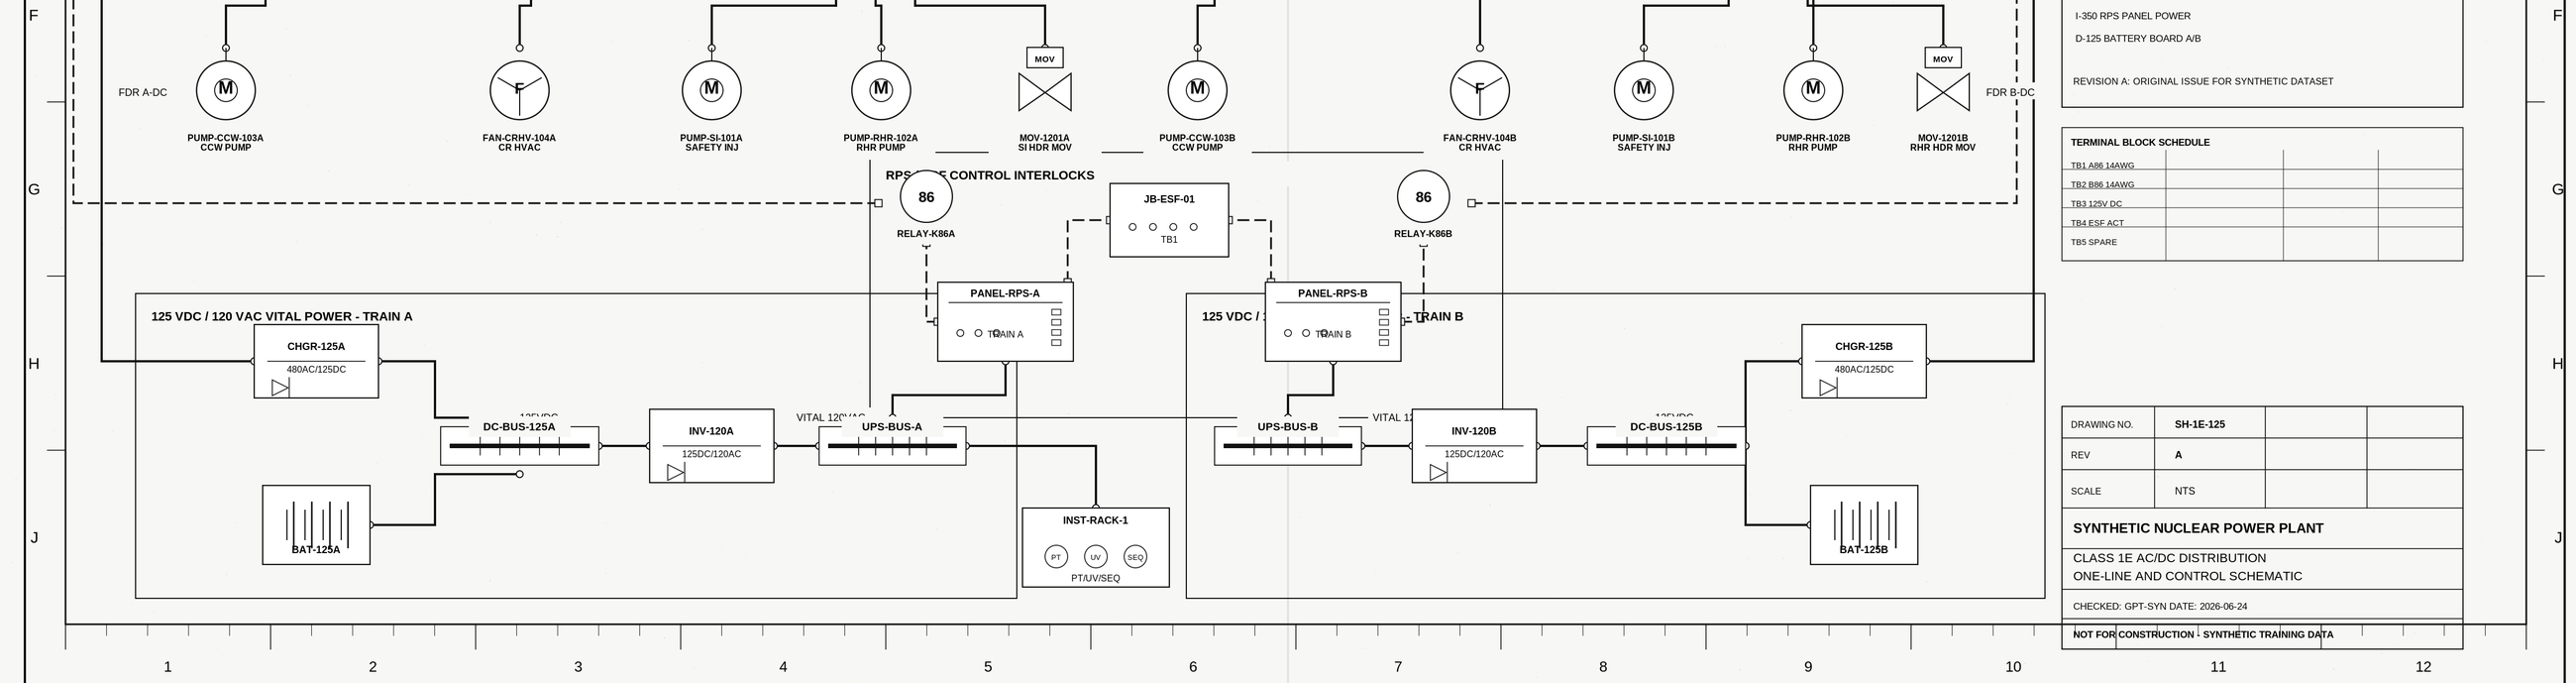 F
F
I-350 RPS PANEL POWER
D-125 BATTERY BOARD A/B
REVISION A: ORIGINAL ISSUE FOR SYNTHETIC DATASET
FDR A-DC
M
F
M
M
MOV
M
F
M
M
MOV
FDR B-DC
PUMP-CCW-103A
CCW PUMP
FAN-CRHV-104A
CR HVAC
PUMP-SI-101A
SAFETY INJ
PUMP-RHR-102A
RHR PUMP
MOV-1201A
SI HDR MOV
PUMP-CCW-103B
CCW PUMP
FAN-CRHV-104B
CR HVAC
PUMP-SI-101B
SAFETY INJ
PUMP-RHR-102B
RHR PUMP
MOV-1201B
RHR HDR MOV
TERMINAL BLOCK SCHEDULE
TB1 A86 14AWG
TB2 B86 14AWG
TB3 125V DC
TB4 ESF ACT
TB5 SPARE
G
G
CONTROL INTERLOCKS
86
RELAY-K86A
JB-ESF-01
TB1
86
RELAY-K86B
PANEL-RPS-A
TRAIN A
PANEL-RPS-B
TRAIN B
125 VDC / 120 VAC VITAL POWER - TRAIN A
125 VDC / - TRAIN B
H
H
CHGR-125A
480AC/125DC
CHGR-125B
480AC/125DC
125VDC
DC-BUS-125A
INV-120A
125DC/120AC
VITAL 120VAC
UPS-BUS-A
UPS-BUS-B
VITAL
INV-120B
125DC/120AC
125VDC
DC-BUS-125B
BAT-125A
INST-RACK-1
PT
UV
SEQ
PT/UV/SEQ
BAT-125B
J
J
DRAWING NO. SH-1E-125
REV A
SCALE NTS
SYNTHETIC NUCLEAR POWER PLANT
CLASS 1E AC/DC DISTRIBUTION
ONE-LINE AND CONTROL SCHEMATIC
CHECKED: GPT-SYN DATE: 2026-06-24
NOT FOR CONSTRUCTION - SYNTHETIC TRAINING DATA
1 2 3 4 5 6 7 8 9 10 11 12